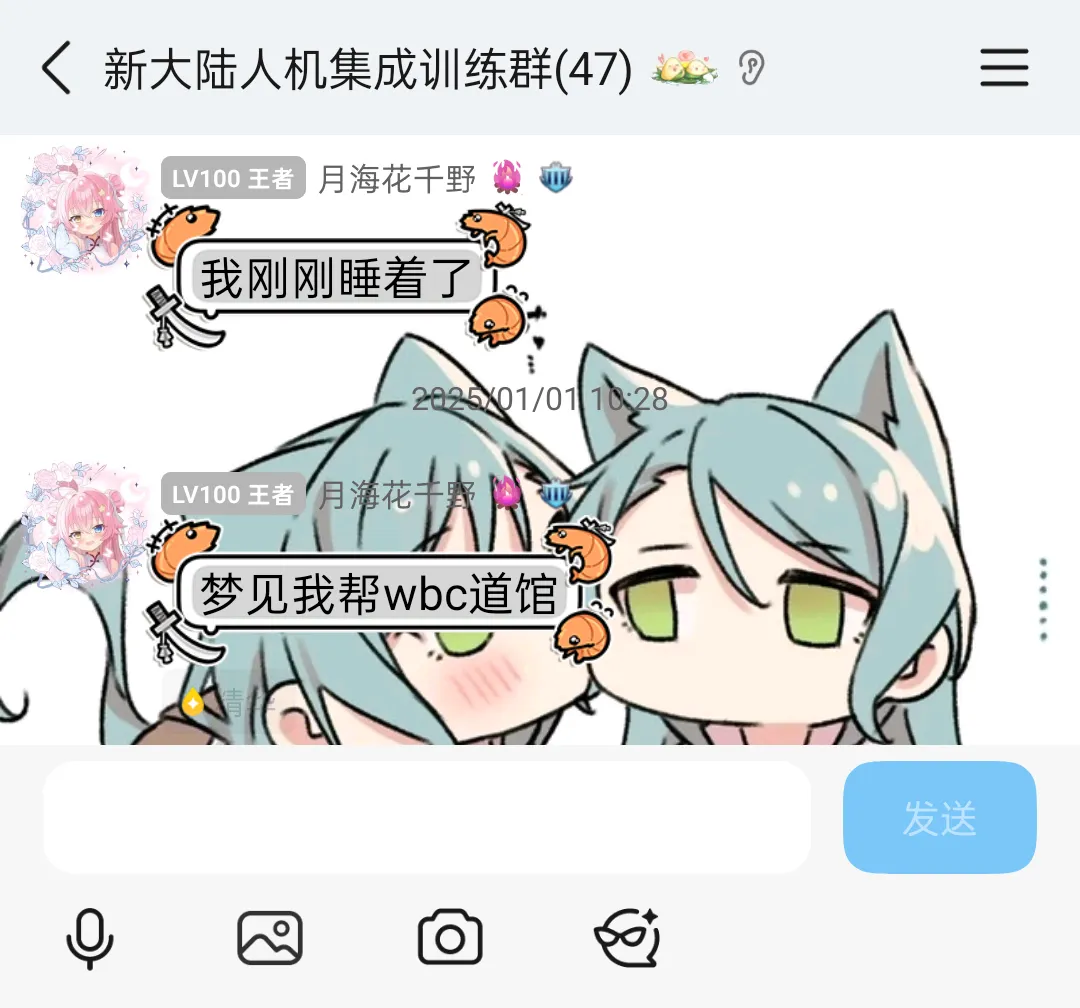 新大陆人机集成训练群(47)
LV100 王者 月海花千野
我刚刚睡着了
2025/01/01 10:28
LV100 王者 月海花千野
梦见我帮wbc道馆
精华
发送